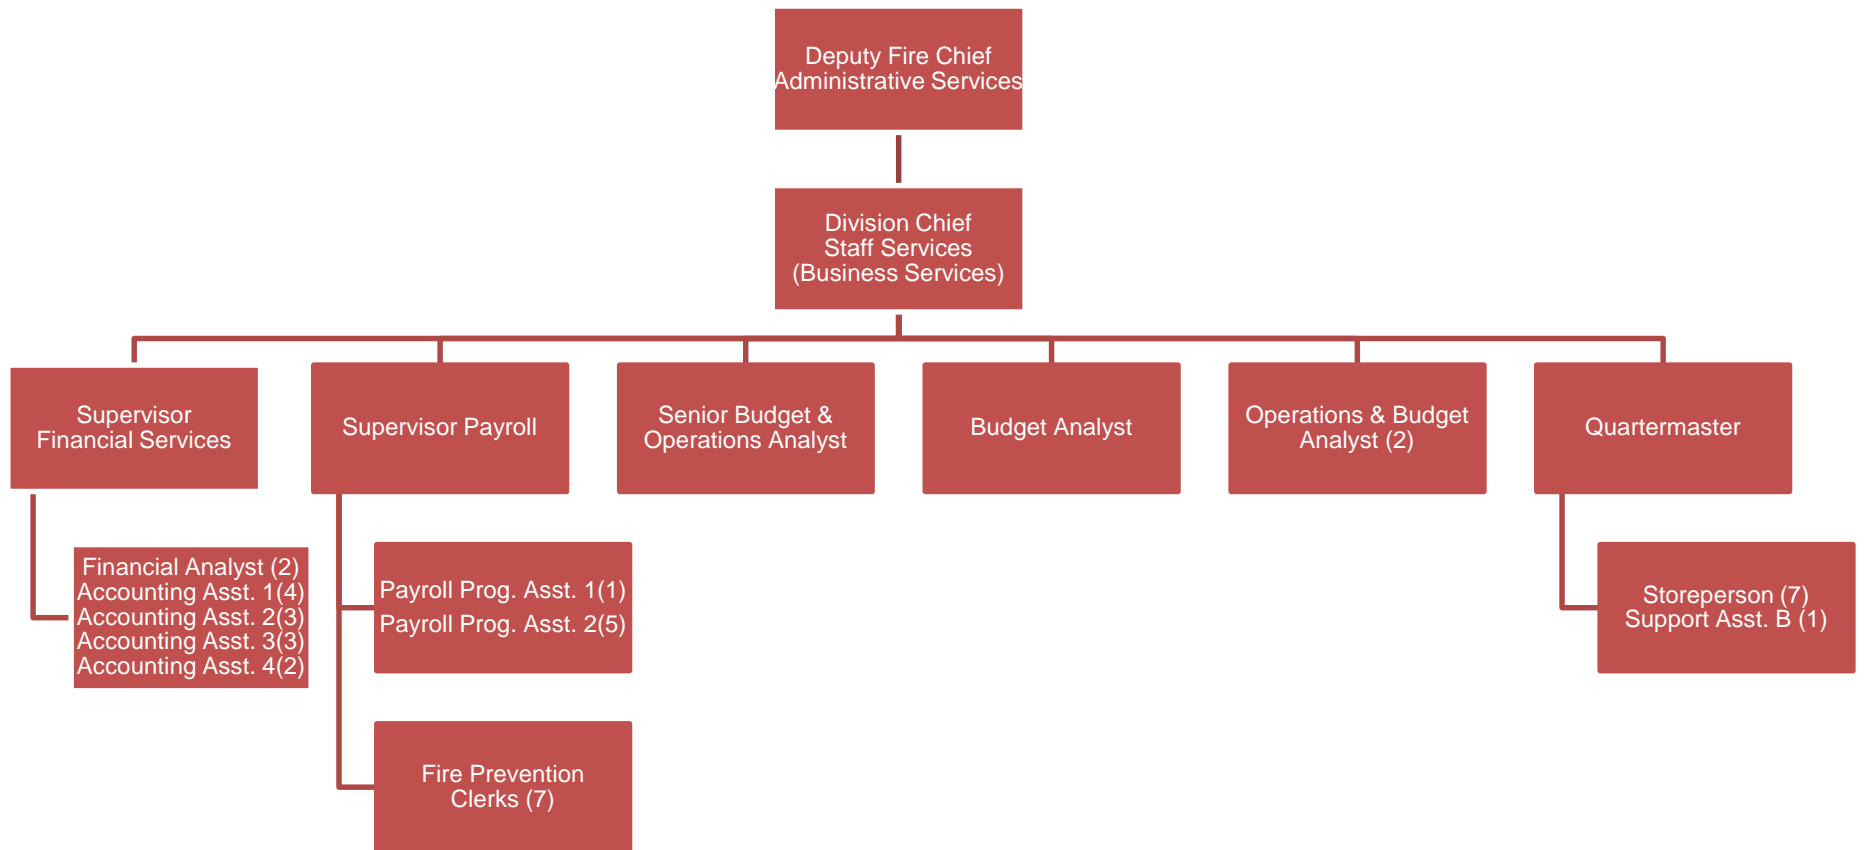 Deputy Fire Chief
Administrative Services
Division Chief
Staff Services
(Business Services)
Supervisor
Financial Services
Supervisor Payroll
Senior Budget &
Operations Analyst
Budget Analyst
Operations & Budget
Analyst (2)
Quartermaster
Financial Analyst (2)
Accounting Asst. 1(4)
Accounting Asst. 2(3)
Accounting Asst. 3(3)
Accounting Asst. 4(2)
Payroll Prog. Asst. 1(1)
Payroll Prog. Asst. 2(5)
Storeperson (7)
Support Asst. B (1)
Fire Prevention
Clerks (7)